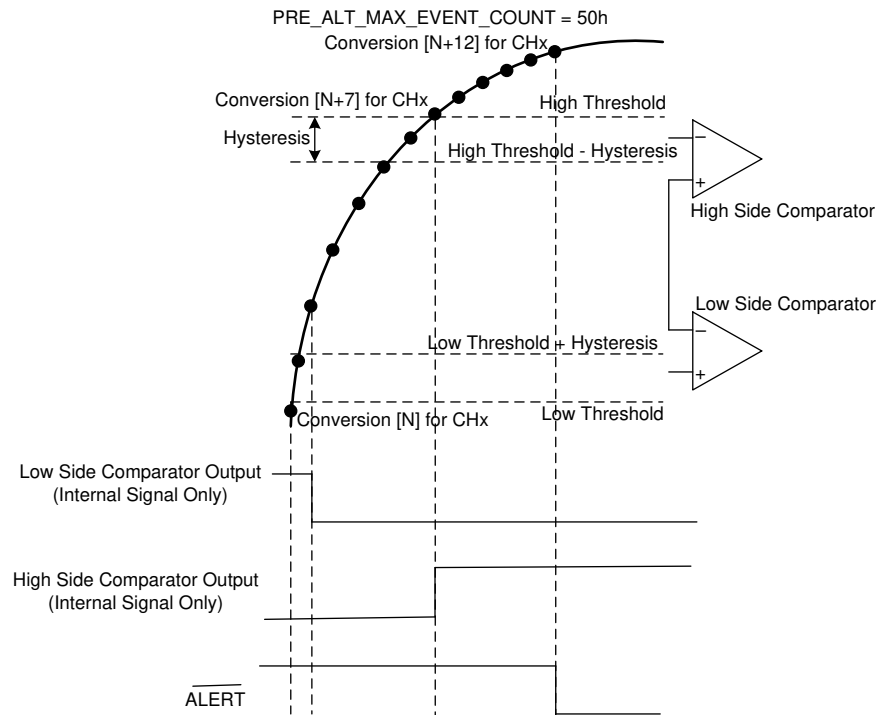 PRE_ALT_MAX_EVENT_COUNT = 50h
Conversion [N+12] for CHx
Conversion [N+7] for CHx
High Threshold
Hysteresis
High Threshold - Hysteresis
−
+
High Side Comparator
Low Side Comparator
−
Low Threshold + Hysteresis
+
Conversion [N] for CHx
Low Threshold
Low Side Comparator Output
(Internal Signal Only)
High Side Comparator Output
(Internal Signal Only)
ALERT